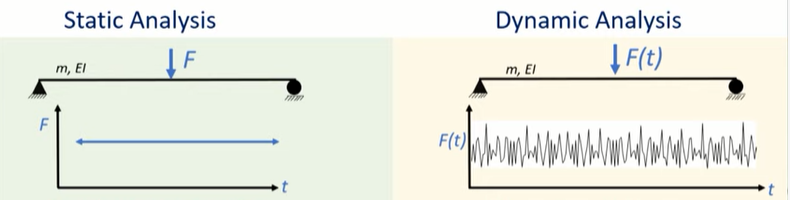 Static Analysis
F
m, EI
F
t
Dynamic Analysis
F(t)
m, EI
F(t)
t